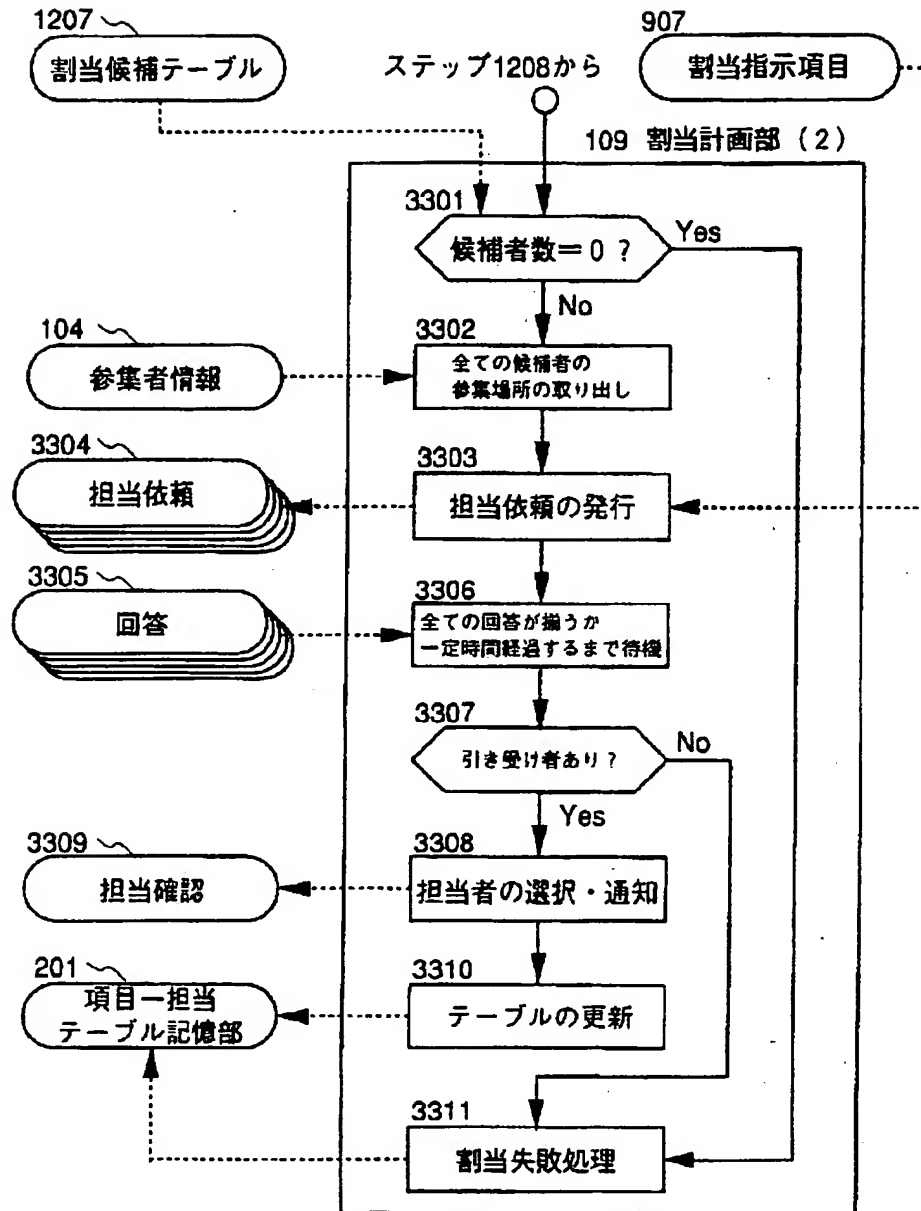 1207
割当候補テーブル
ステップ1208から
907
割当指示項目
109 割当計画部（2）
3301
候補者数＝0？
Yes
No
104
参集者情報
3302
全ての候補者の
参集場所の取り出し
3304
担当依頼
3303
担当依頼の発行
3305
回答
3306
全ての回答が揃うか
一定時間経過するまで待機
3307
引き受け者あり？
No
Yes
3309
担当確認
3308
担当者の選択・通知
201
項目ー担当
テーブル記憶部
3310
テーブルの更新
3311
割当失敗処理